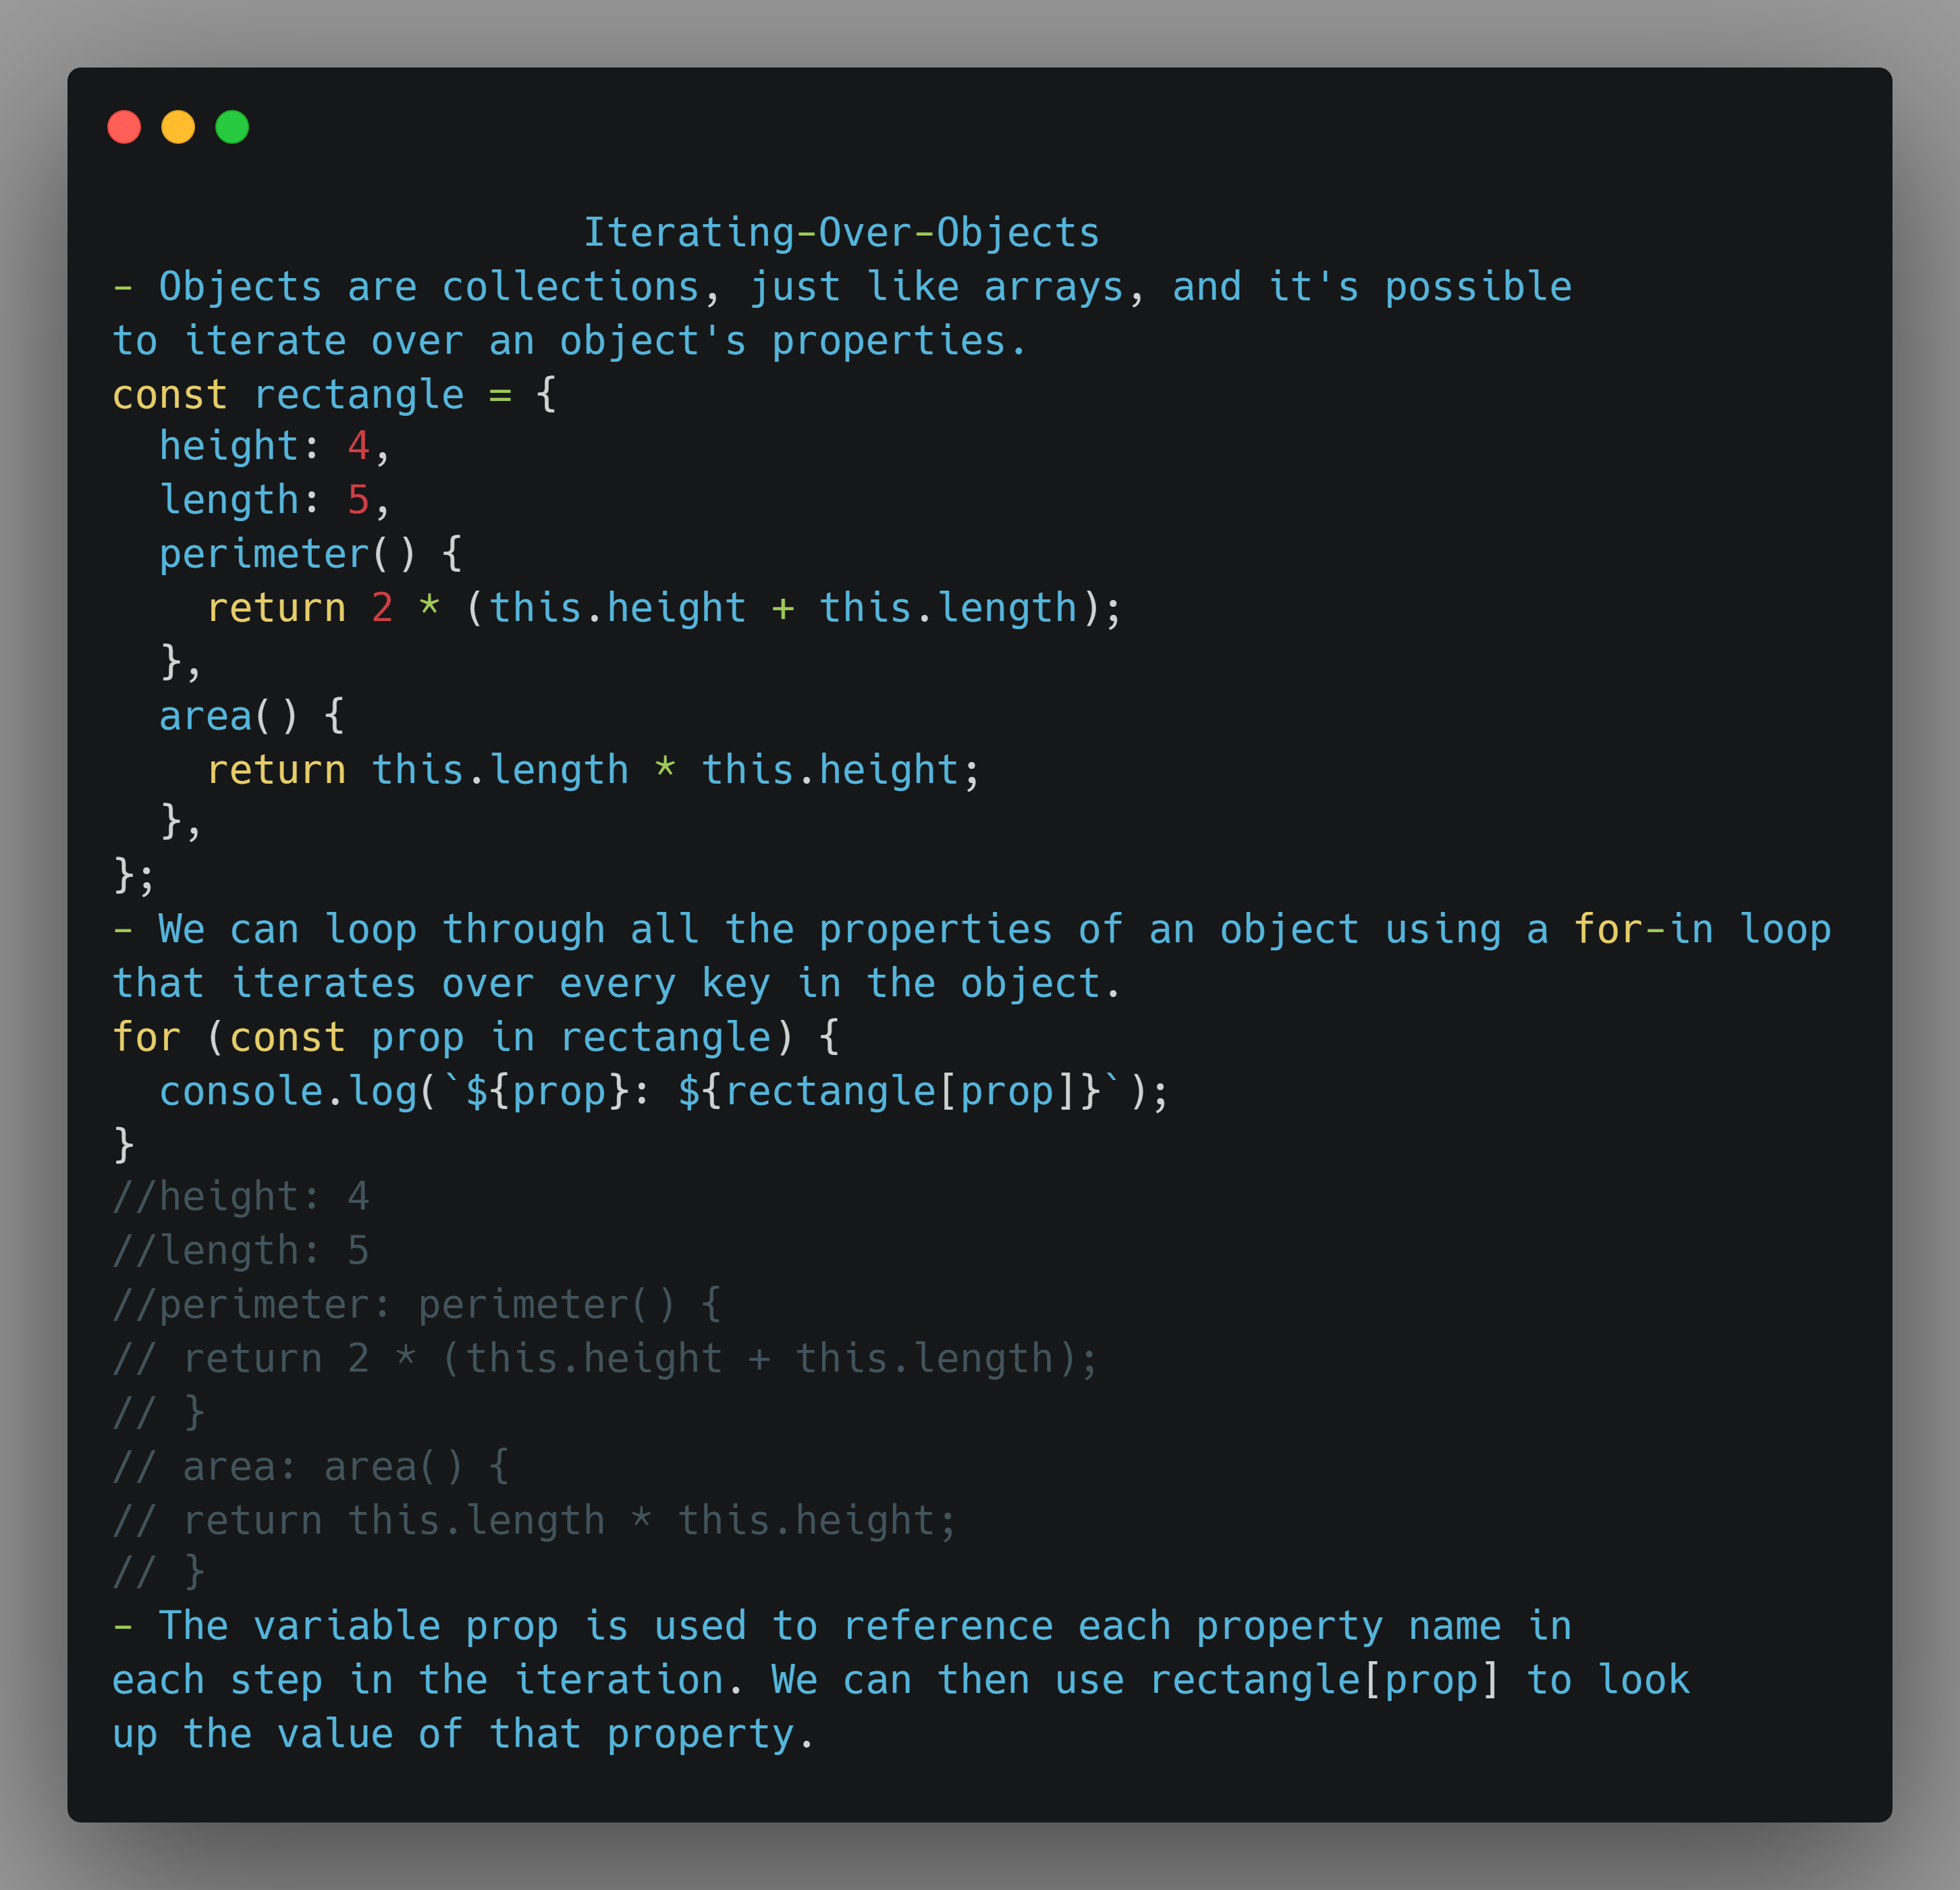 Iterating-Over-Objects
- Objects are collections, just like arrays, and it's possible
to iterate over an object's properties.
const rectangle = {
  height: 4,
  length: 5,
  perimeter() {
    return 2 * (this.height + this.length);
  },
  area() {
    return this.length * this.height;
  },
};
- We can loop through all the properties of an object using a for-in loop
that iterates over every key in the object.
for (const prop in rectangle) {
  console.log(`${prop}: ${rectangle[prop]}`);
}
//height: 4
//length: 5
//perimeter: perimeter() {
// return 2 * (this.height + this.length);
// }
// area: area() {
// return this.length * this.height;
// }
- The variable prop is used to reference each property name in
each step in the iteration. We can then use rectangle[prop] to look
up the value of that property.